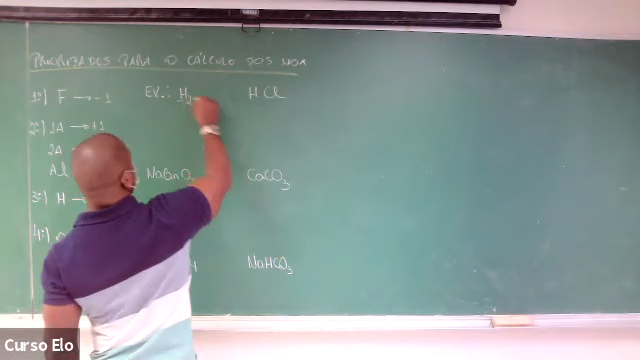 PRIORIDADES PARA O CÁLCULO DOS NOX
1º) F → -1 EX.: H₂ HCl
2º) 1A → +1
2A
Al CaCO₃
3º) H →
4º)
NaHCO₃
Curso Elo